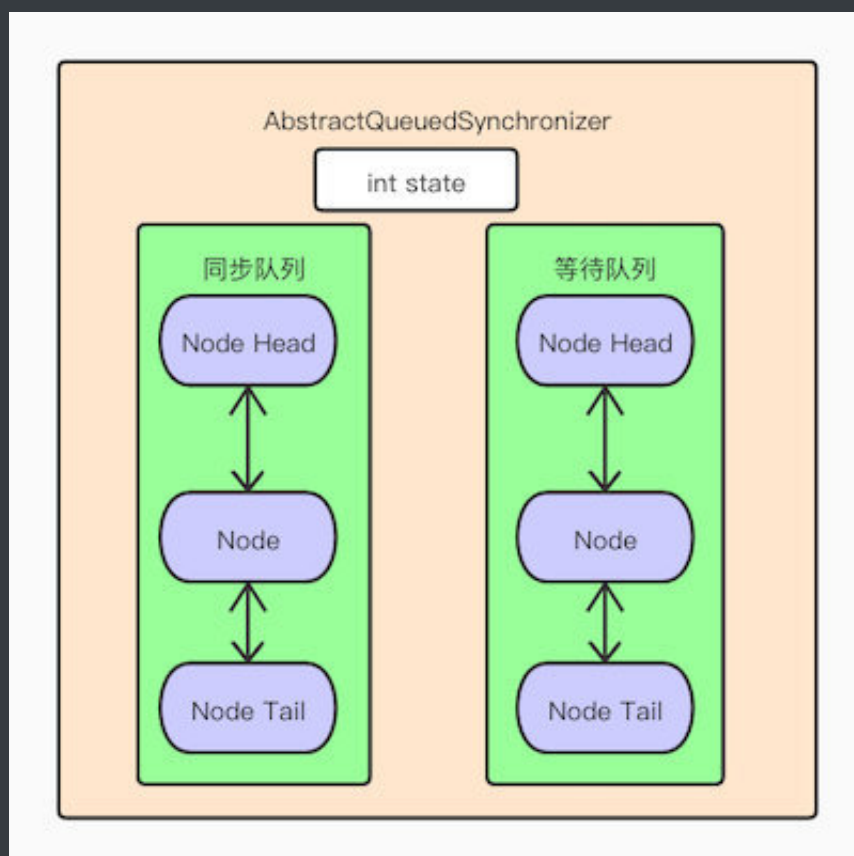 AbstractQueuedSynchronizer
int state
同步队列
Node Head
Node
Node Tail
等待队列
Node Head
Node
Node Tail